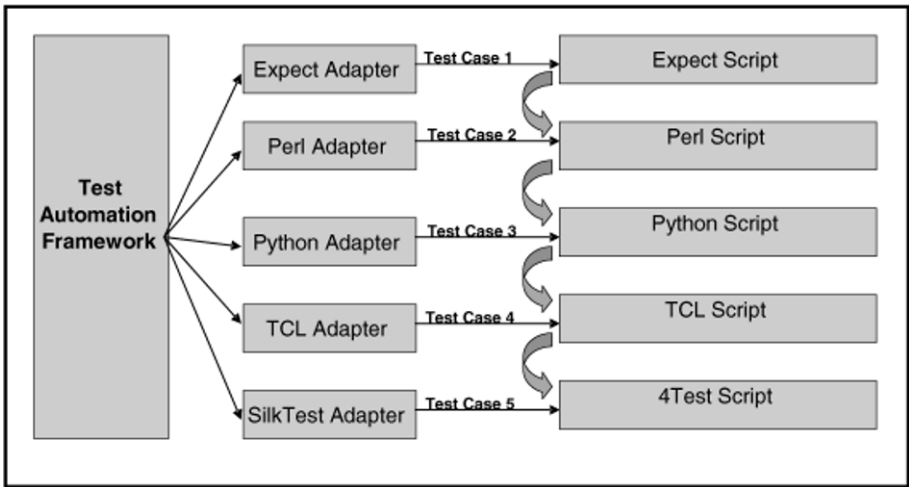 Test
Automation
Framework
Expect Adapter
Test Case 1
Expect Script
Perl Adapter
Test Case 2
Perl Script
Python Adapter
Test Case 3
Python Script
TCL Adapter
Test Case 4
TCL Script
SilkTest Adapter
Test Case 5
4Test Script